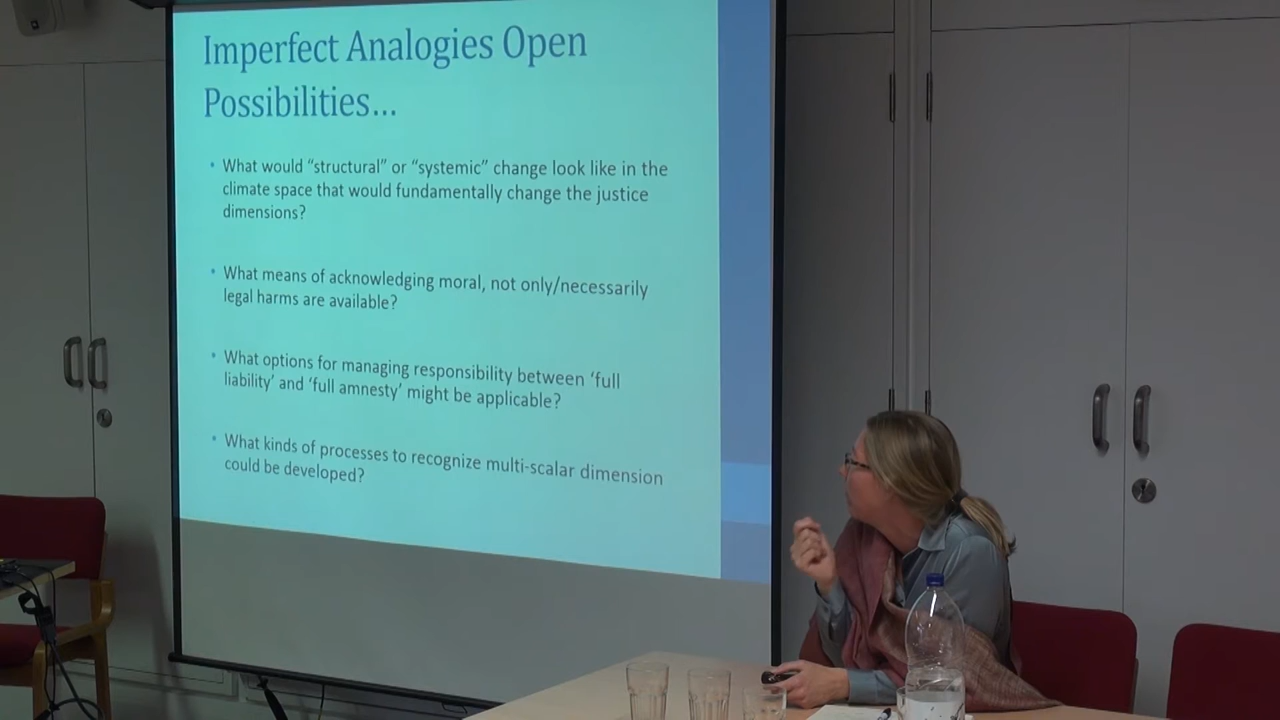 Imperfect Analogies Open
Possibilities...
• What would “structural” or “systemic” change look like in the
climate space that would fundamentally change the justice
dimensions?
• What means of acknowledging moral, not only/necessarily
legal harms are available?
• What options for managing responsibility between ‘full
liability’ and ‘full amnesty’ might be applicable?
• What kinds of processes to recognize multi-scalar dimension
could be developed?